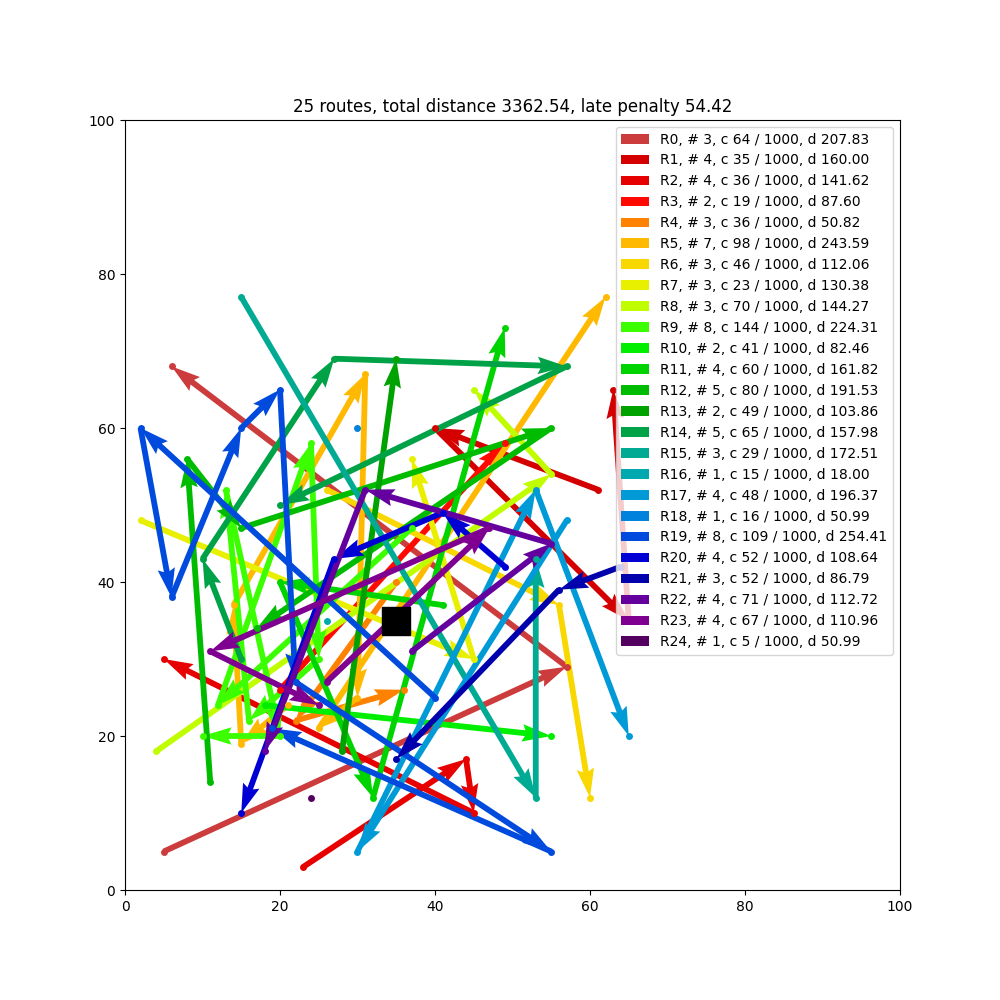 25 routes, total distance 3362.54, late penalty 54.42
100
80
60
40
20
0
0 20 40 60 80 100
R0, # 3, c 64 / 1000, d 207.83
R1, # 4, c 35 / 1000, d 160.00
R2, # 4, c 36 / 1000, d 141.62
R3, # 2, c 19 / 1000, d 87.60
R4, # 3, c 36 / 1000, d 50.82
R5, # 7, c 98 / 1000, d 243.59
R6, # 3, c 46 / 1000, d 112.06
R7, # 3, c 23 / 1000, d 130.38
R8, # 3, c 70 / 1000, d 144.27
R9, # 8, c 144 / 1000, d 224.31
R10, # 2, c 41 / 1000, d 82.46
R11, # 4, c 60 / 1000, d 161.82
R12, # 5, c 80 / 1000, d 191.53
R13, # 2, c 49 / 1000, d 103.86
R14, # 5, c 65 / 1000, d 157.98
R15, # 3, c 29 / 1000, d 172.51
R16, # 1, c 15 / 1000, d 18.00
R17, # 4, c 48 / 1000, d 196.37
R18, # 1, c 16 / 1000, d 50.99
R19, # 8, c 109 / 1000, d 254.41
R20, # 4, c 52 / 1000, d 108.64
R21, # 3, c 52 / 1000, d 86.79
R22, # 4, c 71 / 1000, d 112.72
R23, # 4, c 67 / 1000, d 110.96
R24, # 1, c 5 / 1000, d 50.99